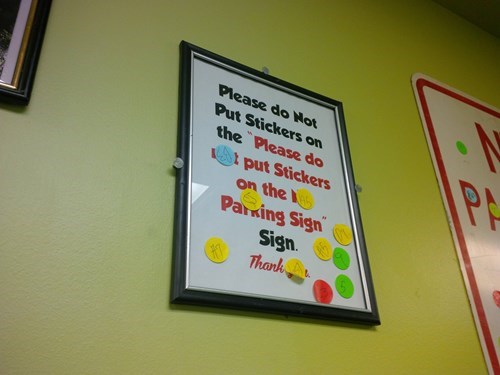 Please do Not
Put Stickers on
the "Please do
put Stickers
on the
Parking Sign"
Sign.
Thank